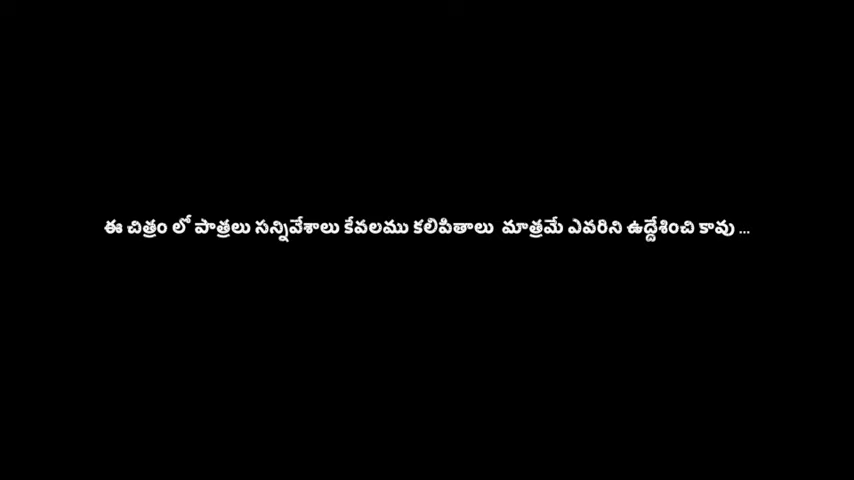 ఈ చిత్రం లో పాత్రలు సన్నివేశాలు కేవలము కలిపితాలు మాత్రమే ఎవరిని ఉద్దేశించి కావు ...